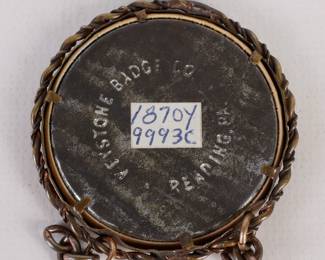 KEYSTONE BADGE CO
READING, PA.
1870Y
9993C